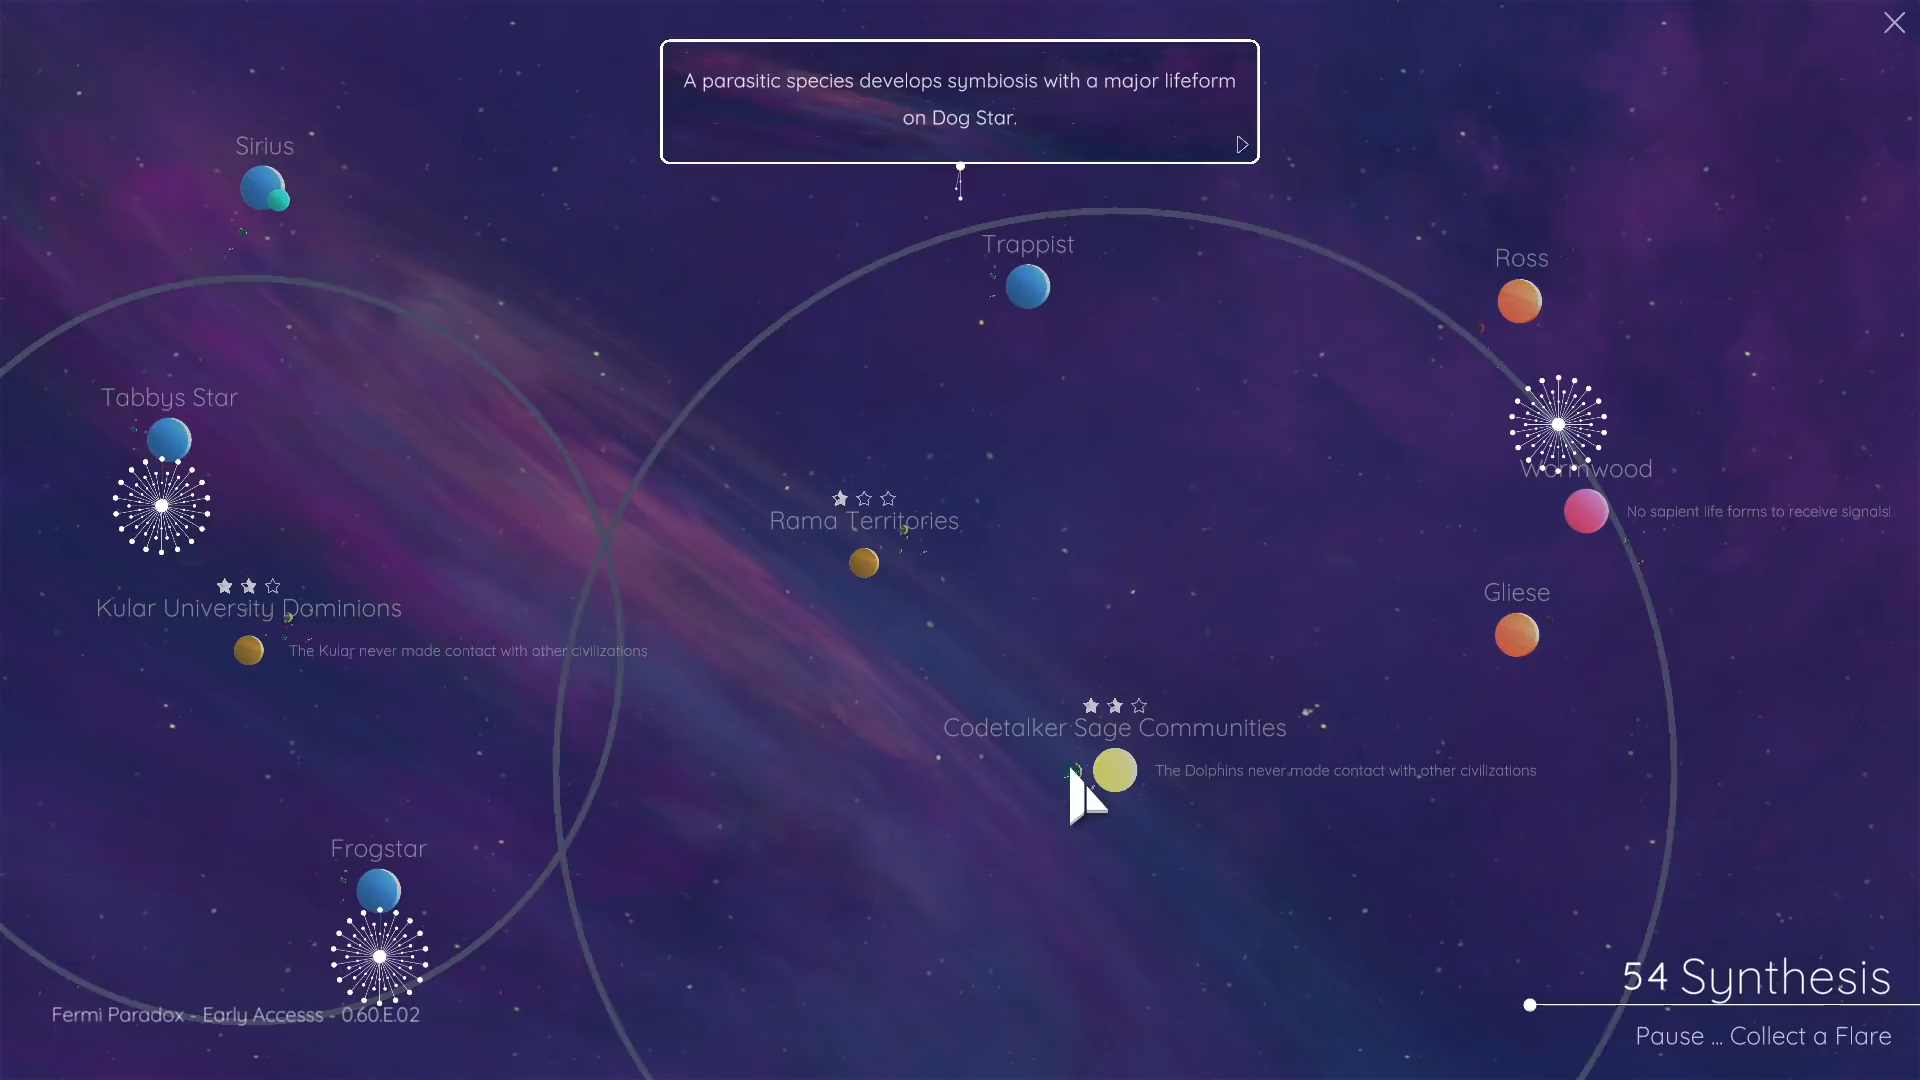 A parasitic species develops symbiosis with a major lifeform
on Dog Star.
Sirius
Trappist
Ross
Tabbys Star
Wormwood
No sapient life forms to receive signals!
Rama Territories
Gliese
Kular University Dominions
The Kular never made contact with other civilizations
Codetalker Sage Communities
The Dolphins never made contact with other civilizations
Frogstar
54 Synthesis
Fermi Paradox - Early Accesss - 0.60.E.02
Pause ... Collect a Flare